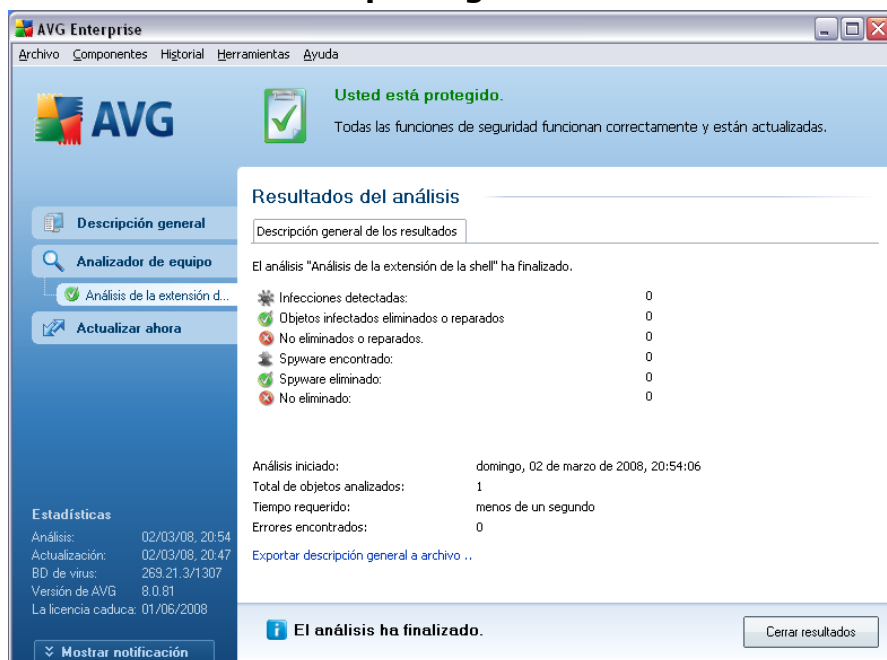 AVG Enterprise
Archivo Componentes Historial Herramientas Ayuda
AVG
Usted está protegido.
Todas las funciones de seguridad funcionan correctamente y están actualizadas.
Descripción general
Analizador de equipo
Análisis de la extensión d...
Actualizar ahora
Resultados del análisis
Descripción general de los resultados
El análisis "Análisis de la extensión de la shell" ha finalizado.
Infecciones detectadas: 0
Objetos infectados eliminados o reparados 0
No eliminados o reparados. 0
Spyware encontrado: 0
Spyware eliminado: 0
No eliminado: 0
Análisis iniciado: domingo, 02 de marzo de 2008, 20:54:06
Total de objetos analizados: 1
Tiempo requerido: menos de un segundo
Errores encontrados: 0
Exportar descripción general a archivo ..
Estadísticas
Análisis: 02/03/08, 20:54
Actualización: 02/03/08, 20:47
BD de virus: 269.21.3/1307
Versión de AVG 8.0.81
La licencia caduca: 01/06/2008
Mostrar notificación
El análisis ha finalizado.
Cerrar resultados